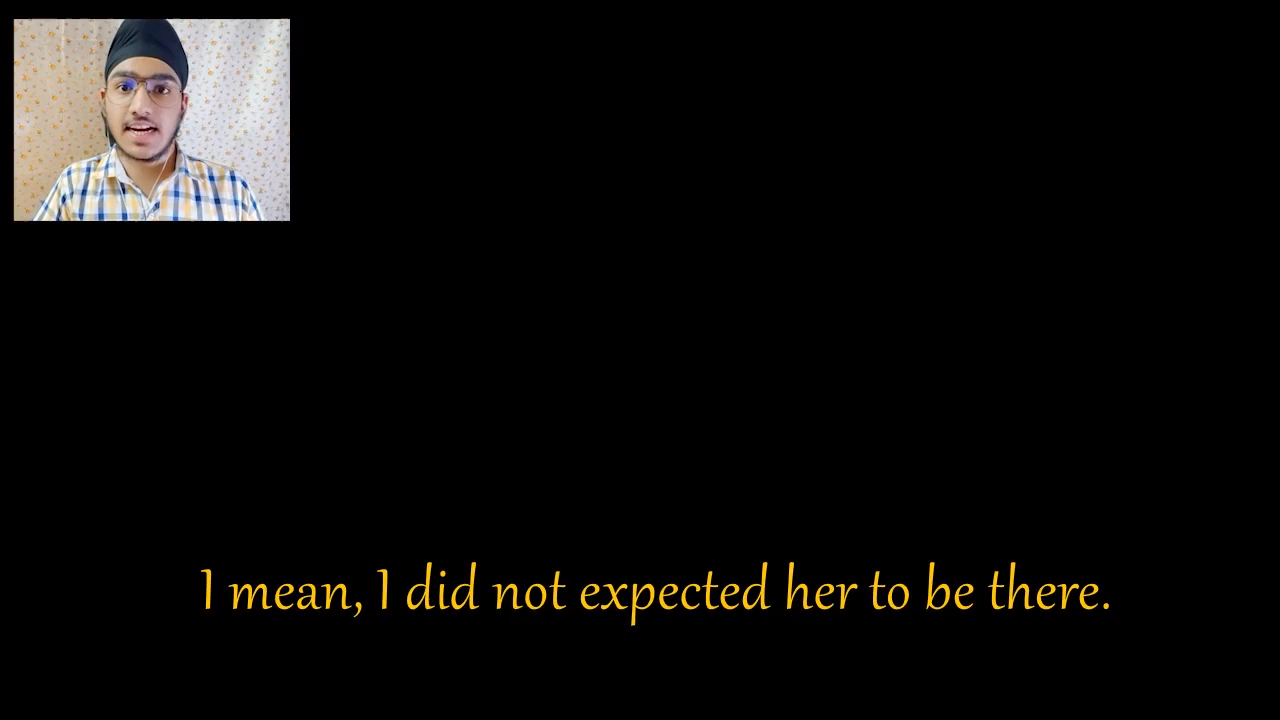 I mean, I did not expected her to be there.